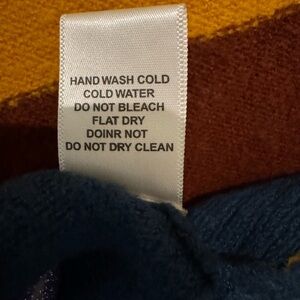 HAND WASH COLD
COLD WATER
DO NOT BLEACH
FLAT DRY
DOINR NOT
DO NOT DRY CLEAN